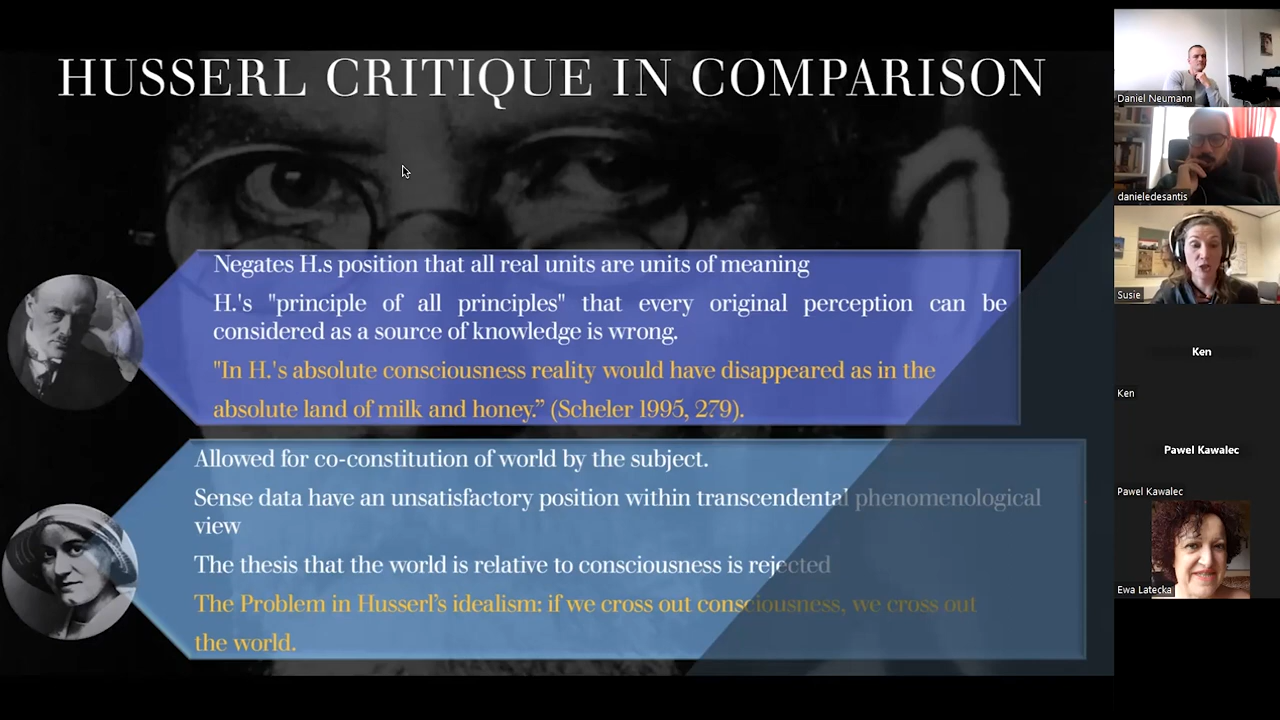 HUSSERL CRITIQUE IN COMPARISON
Negates H.s position that all real units are units of meaning
H.'s "principle of all principles" that every original perception can be
considered as a source of knowledge is wrong.
"In H.'s absolute consciousness reality would have disappeared as in the
absolute land of milk and honey.” (Scheler 1995, 279).
Allowed for co-constitution of world by the subject.
Sense data have an unsatisfactory position within transcendental phenomenological
view
The thesis that the world is relative to consciousness is rejected
The Problem in Husserl’s idealism: if we cross out consciousness, we cross out
the world.
Daniel Neumann
danieledesantis
Susie
Ken
Ken
Pawel Kawalec
Pawel Kawalec
Ewa Latecka